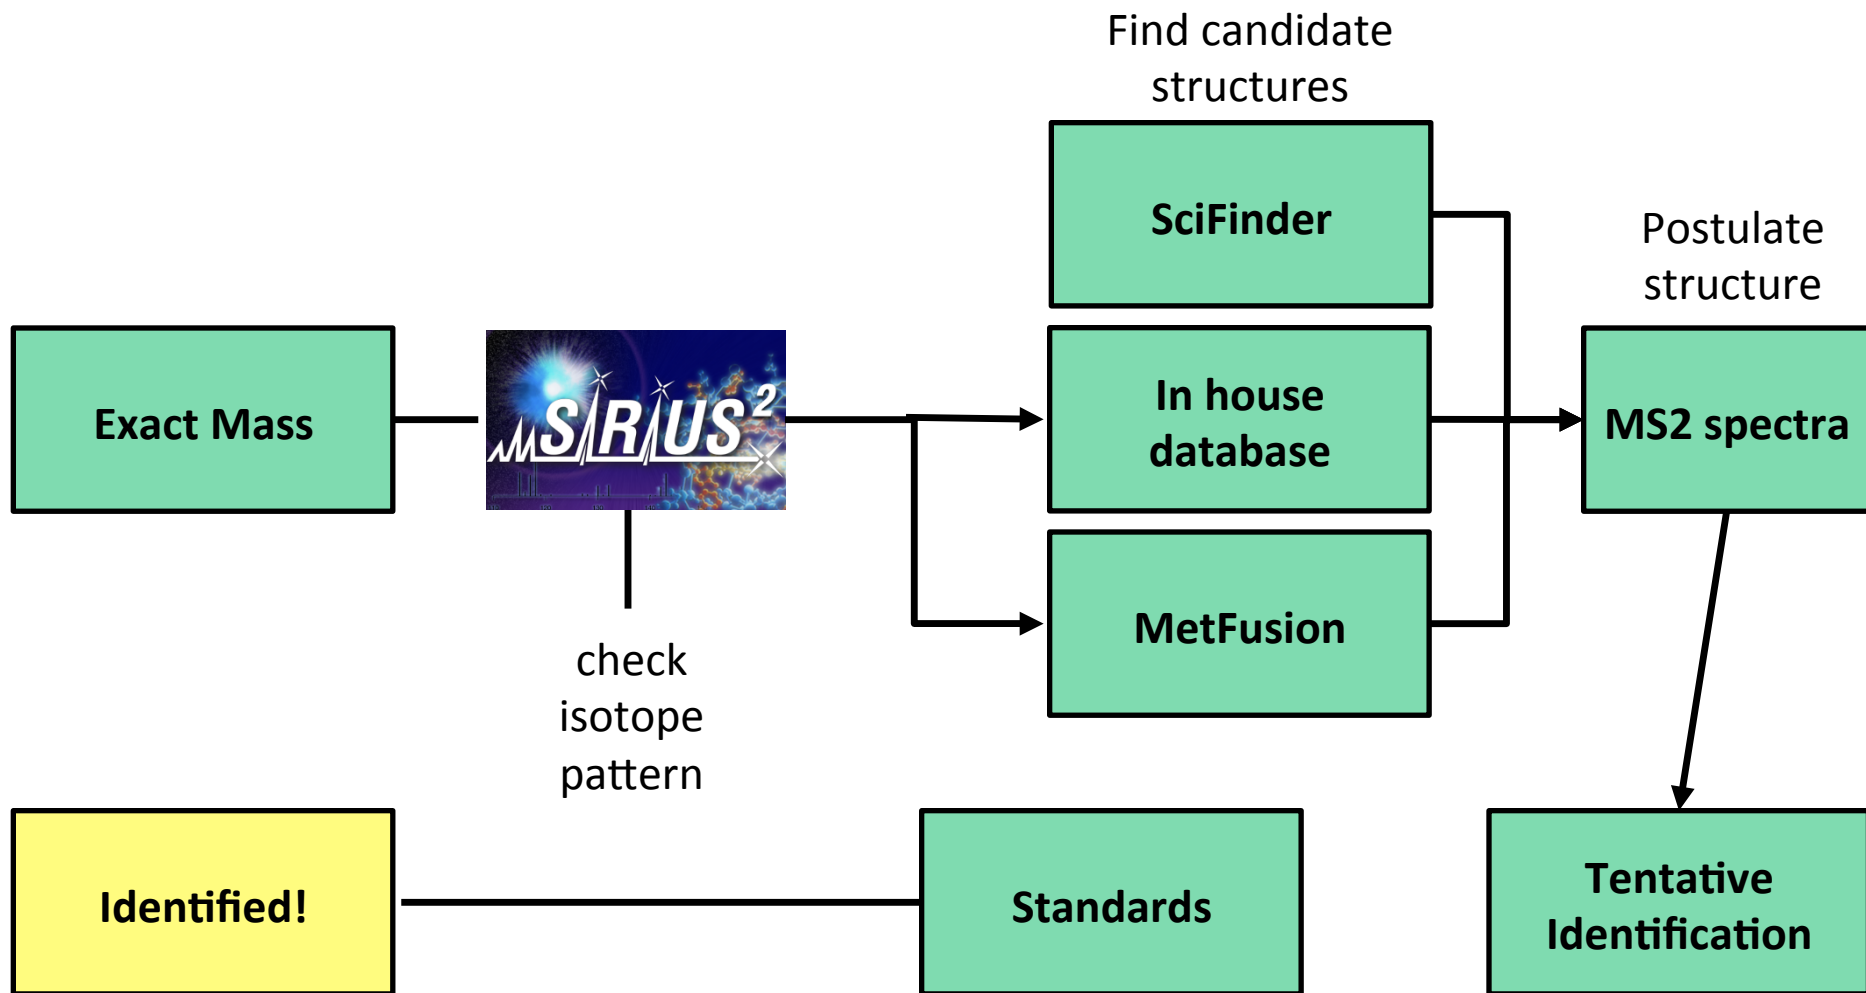 Find candidate
structures
SciFinder
Postulate
structure
Exact Mass
SIRIUS²
In house
database
MS2 spectra
MetFusion
check
isotope
pattern
Identified!
Standards
Tentative
Identification